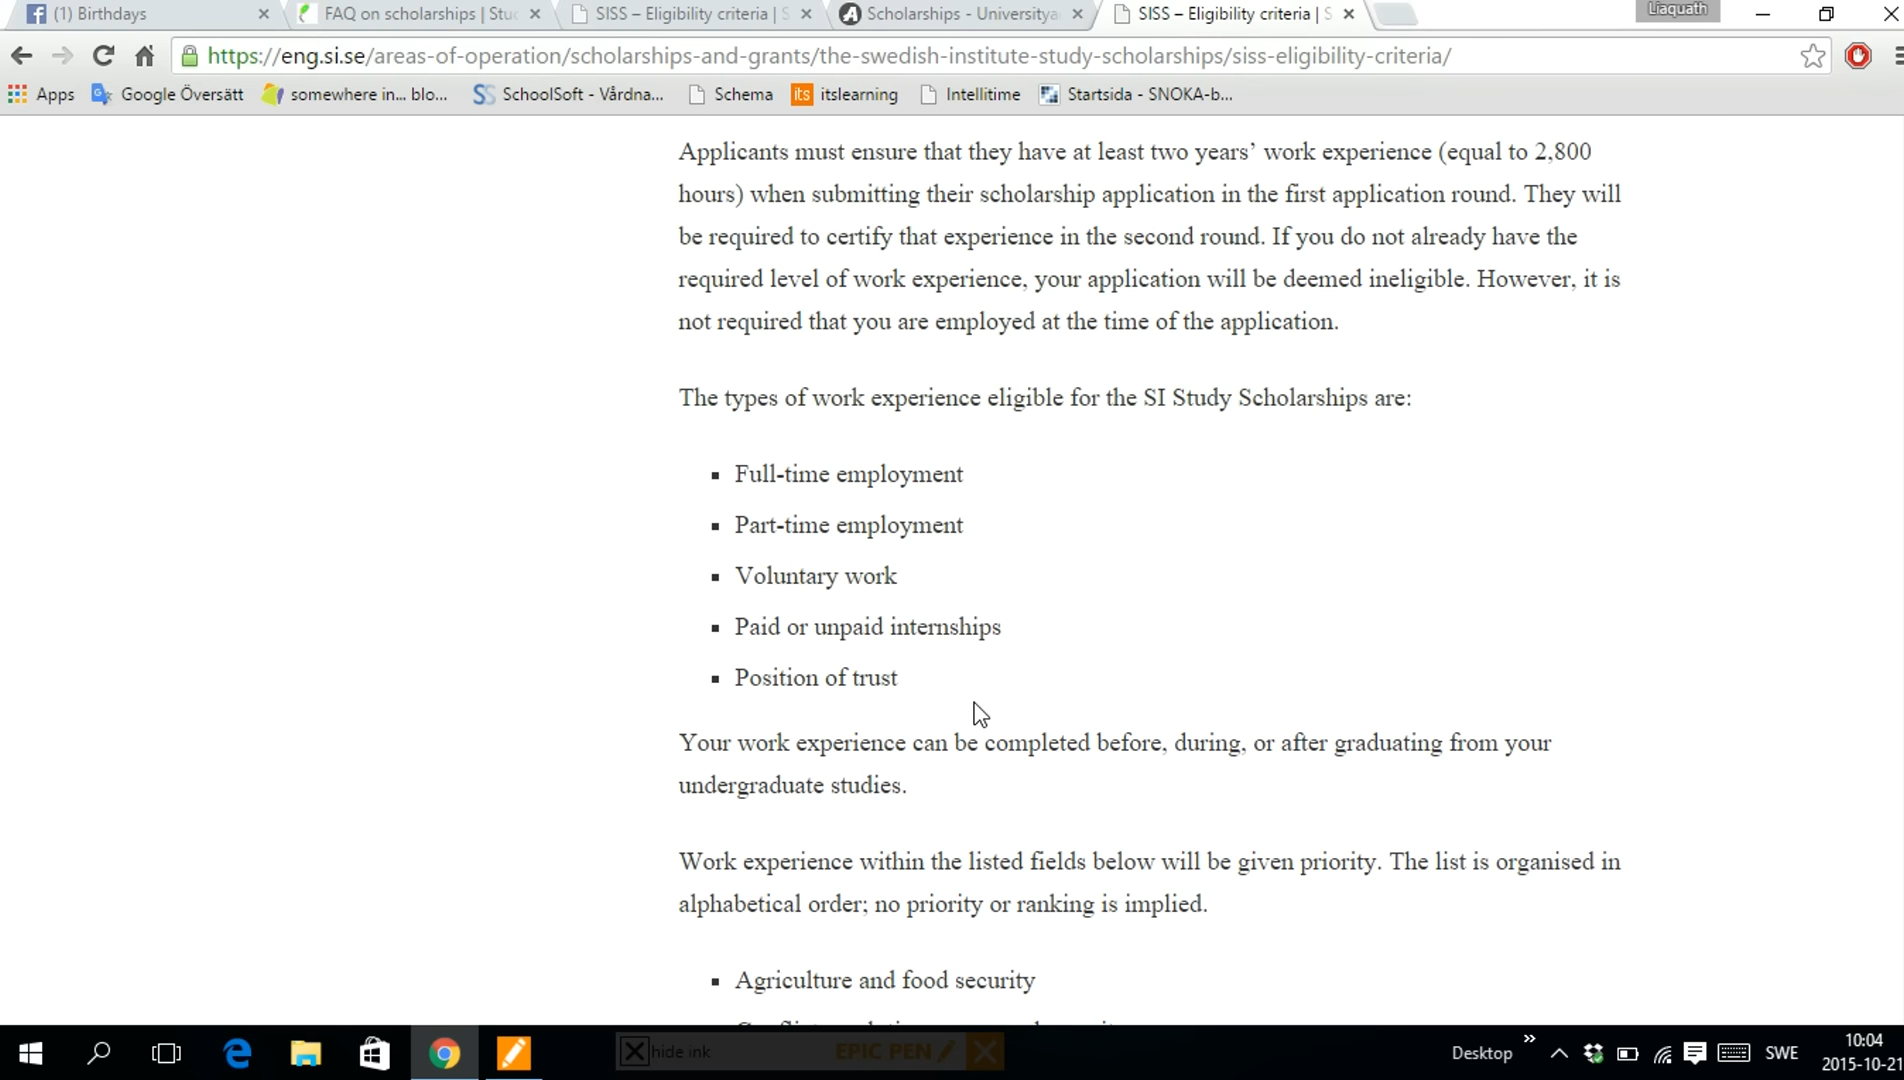 (1) Birthdays
FAQ on scholarships | Stu
SISS – Eligibility criteria | S
Scholarships - Universitya
SISS – Eligibility criteria | S
Liaquath
https://eng.si.se/areas-of-operation/scholarships-and-grants/the-swedish-institute-study-scholarships/siss-eligibility-criteria/
Apps Google Översätt somewhere in... blo... SchoolSoft - Vårdna... Schema its itslearning Intellitime Startsida - SNOKA-b...
Applicants must ensure that they have at least two years’ work experience (equal to 2,800
hours) when submitting their scholarship application in the first application round. They will
be required to certify that experience in the second round. If you do not already have the
required level of work experience, your application will be deemed ineligible. However, it is
not required that you are employed at the time of the application.
The types of work experience eligible for the SI Study Scholarships are:
Full-time employment
Part-time employment
Voluntary work
Paid or unpaid internships
Position of trust
Your work experience can be completed before, during, or after graduating from your
undergraduate studies.
Work experience within the listed fields below will be given priority. The list is organised in
alphabetical order; no priority or ranking is implied.
Agriculture and food security
hide ink EPIC PEN
Desktop
SWE
10:04
2015-10-21